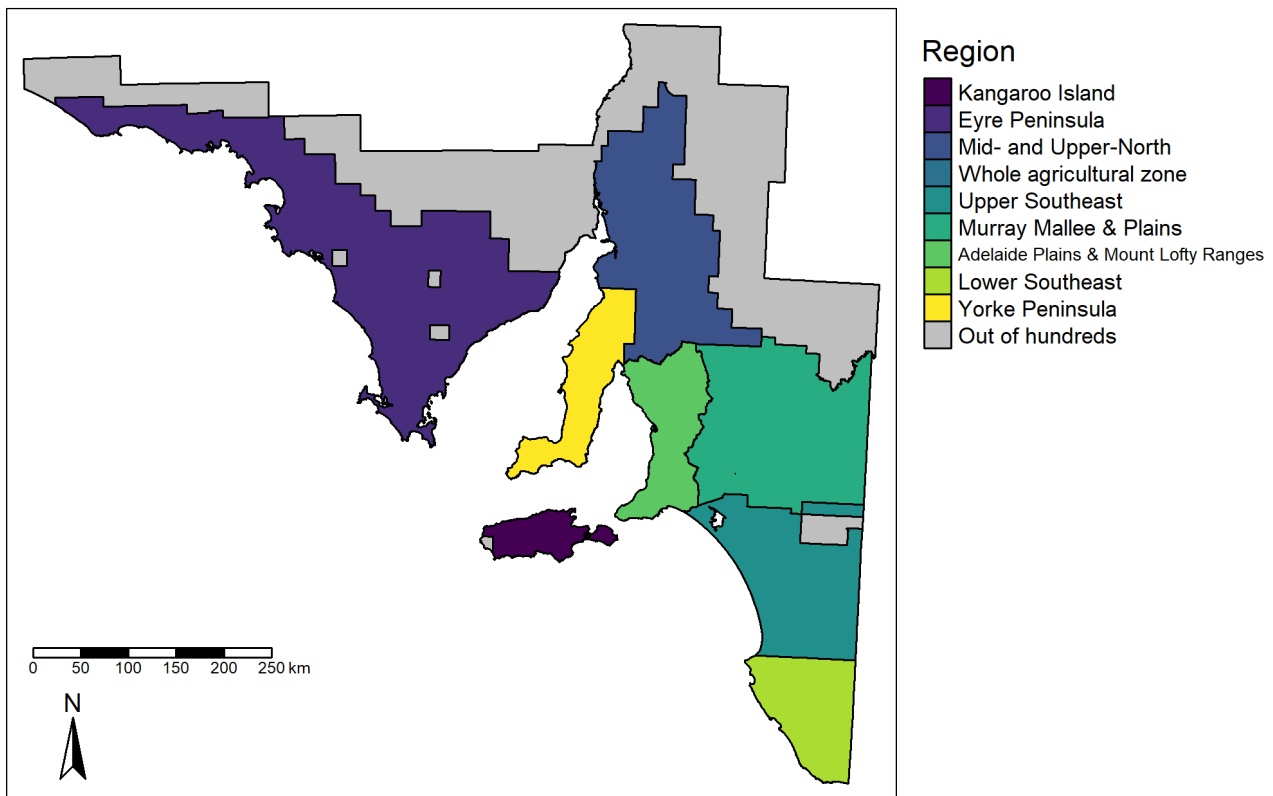 Region
Kangaroo Island
Eyre Peninsula
Mid- and Upper-North
Whole agricultural zone
Upper Southeast
Murray Mallee & Plains
Adelaide Plains & Mount Lofty Ranges
Lower Southeast
Yorke Peninsula
Out of hundreds
0 50 100 150 200 250 km
N